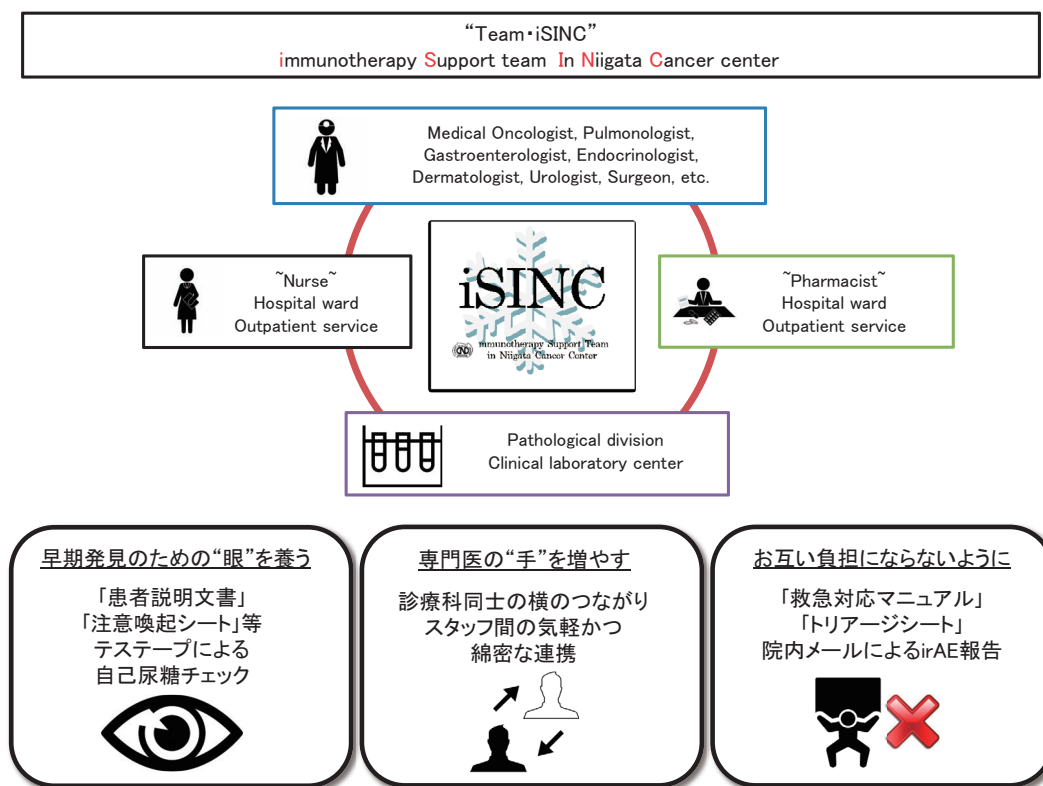 “Team・iSINC”
immunotherapy Support team In Niigata Cancer center
Medical Oncologist, Pulmonologist,
Gastroenterologist, Endocrinologist,
Dermatologist, Urologist, Surgeon, etc.
~Nurse~
Hospital ward
Outpatient service
iSINC
mmunotherapy Support Team
in Niigata Cancer Center
~Pharmacist~
Hospital ward
Outpatient service
Pathological division
Clinical laboratory center
早期発見のための“眼”を養う
「患者説明文書」
「注意喚起シート」等
テステープによる
自己尿糖チェック
専門医の“手”を増やす
診療科同士の横のつながり
スタッフ間の気軽かつ
綿密な連携
お互い負担にならないように
「救急対応マニュアル」
「トリアージシート」
院内メールによるirAE報告